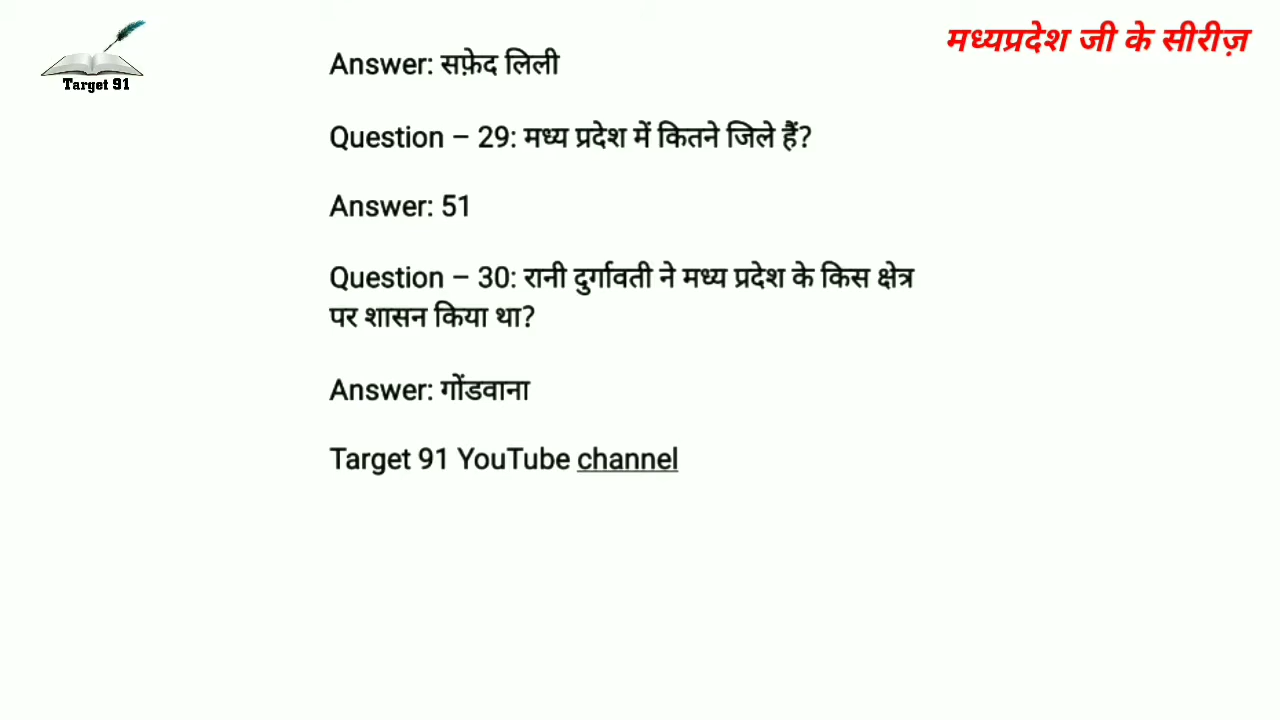 Target 91
मध्यप्रदेश जी के सीरीज़
Answer: सफ़ेद लिली
Question – 29: मध्य प्रदेश में कितने जिले हैं?
Answer: 51
Question – 30: रानी दुर्गावती ने मध्य प्रदेश के किस क्षेत्र
पर शासन किया था?
Answer: गोंडवाना
Target 91 YouTube channel